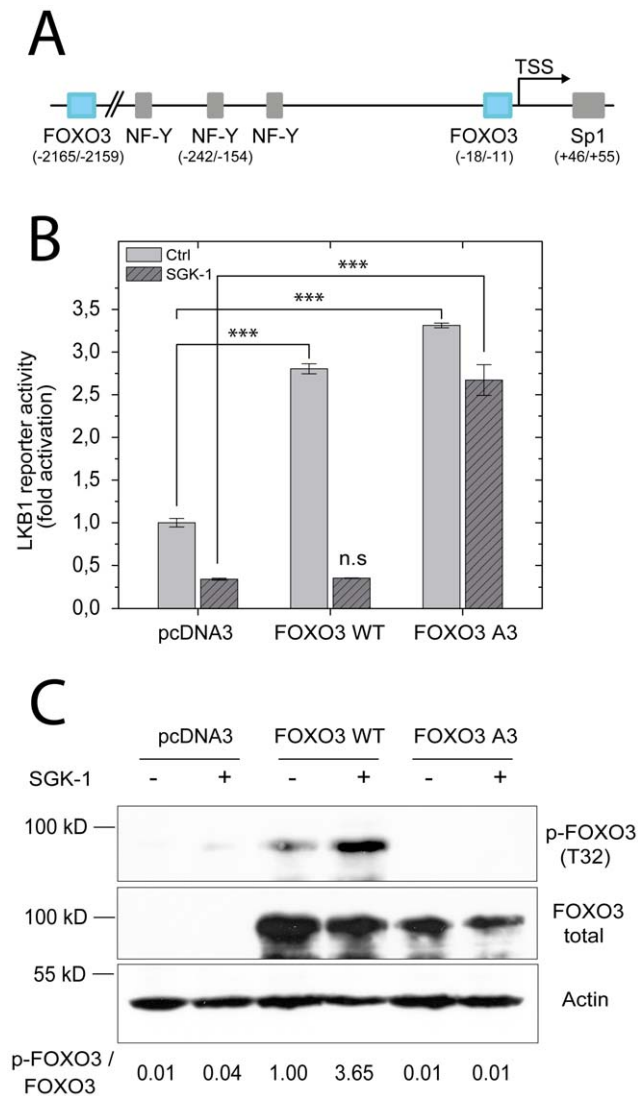 A
TSS
FOXO3 NF-Y NF-Y NF-Y FOXO3 Sp1
(-2165/-2159) (-242/-154) (-18/-11) (+46/+55)
B
Ctrl
SGK-1
***
***
***
n.s
3,5
3,0
2,5
2,0
1,5
1,0
0,5
0,0
LKB1 reporter activity
(fold activation)
pcDNA3 FOXO3 WT FOXO3 A3
C
pcDNA3 FOXO3 WT FOXO3 A3
SGK-1 - + - + - +
100 kD
p-FOXO3
(T32)
100 kD
FOXO3
total
55 kD
Actin
p-FOXO3 /
FOXO3
0.01 0.04 1.00 3.65 0.01 0.01